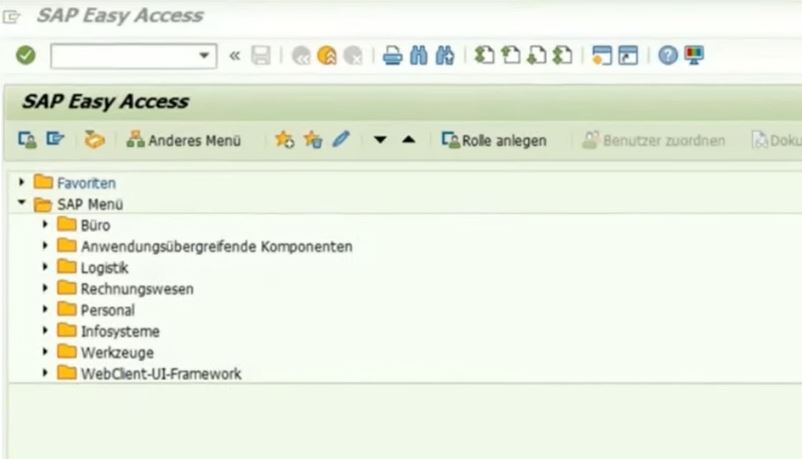 SAP Easy Access
SAP Easy Access
Anderes Menü Rolle anlegen Benutzer zuordnen Doku
Favoriten
SAP Menü
Büro
Anwendungsübergreifende Komponenten
Logistik
Rechnungswesen
Personal
Infosysteme
Werkzeuge
WebClient-UI-Framework